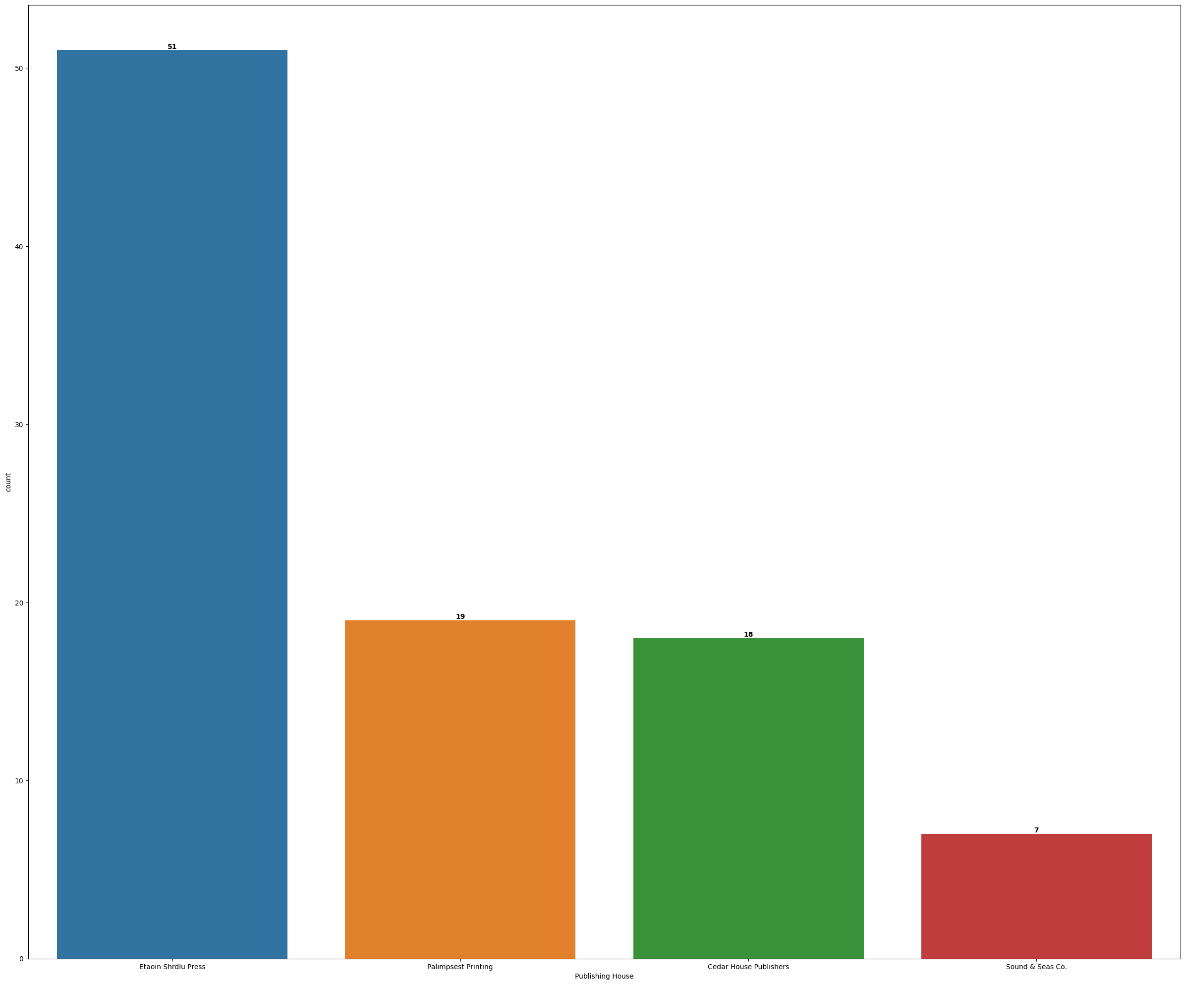 51
50
40
30
count
20
19
18
10
7
0
Etaoin Shrdlu Press
Palimpsest Printing
Cedar House Publishers
Sound & Seas Co.
Publishing House